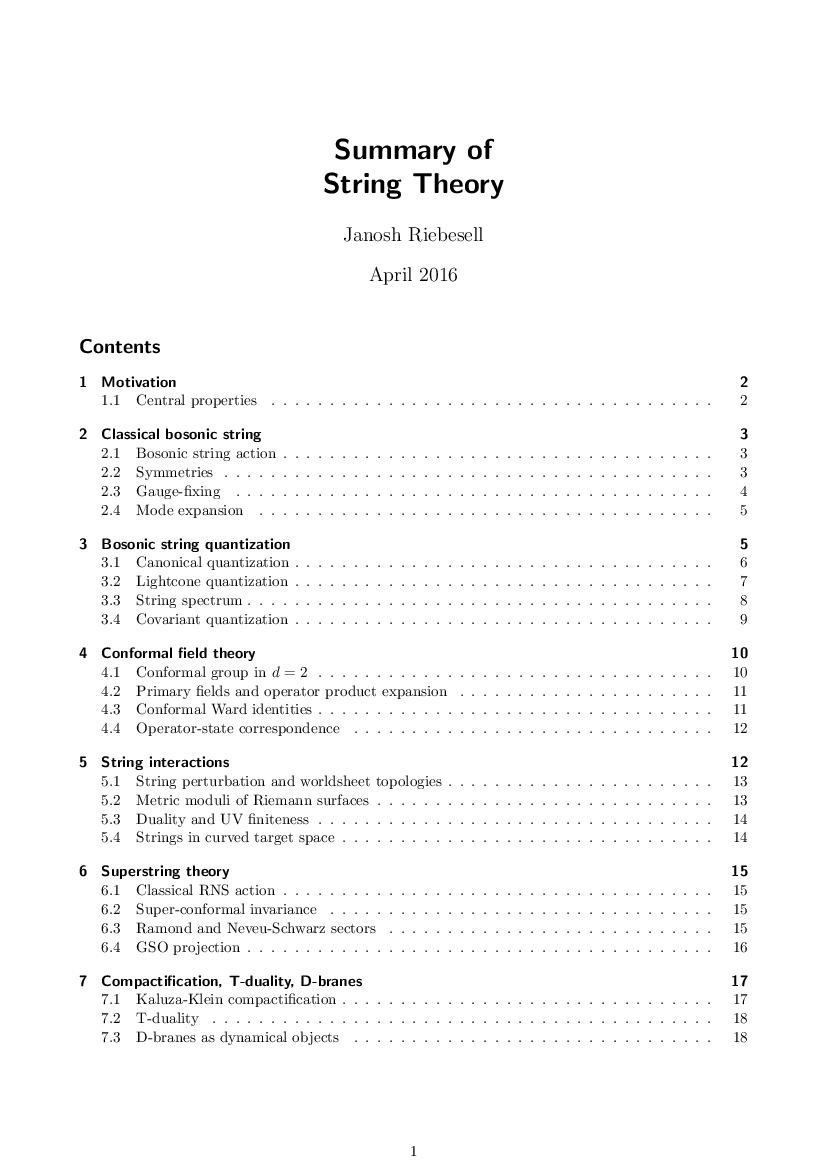 Summary of
String Theory
Janosh Riebesell
April 2016
Contents
1 Motivation 2
1.1 Central properties . . . . . . . . . . . . . . . . . . . . . . . . . . . . . . . . . . . . . . 2
2 Classical bosonic string 3
2.1 Bosonic string action . . . . . . . . . . . . . . . . . . . . . . . . . . . . . . . . . . . . . 3
2.2 Symmetries . . . . . . . . . . . . . . . . . . . . . . . . . . . . . . . . . . . . . . . . . . 3
2.3 Gauge-fixing . . . . . . . . . . . . . . . . . . . . . . . . . . . . . . . . . . . . . . . . . 4
2.4 Mode expansion . . . . . . . . . . . . . . . . . . . . . . . . . . . . . . . . . . . . . . . 5
3 Bosonic string quantization 5
3.1 Canonical quantization . . . . . . . . . . . . . . . . . . . . . . . . . . . . . . . . . . . . 6
3.2 Lightcone quantization . . . . . . . . . . . . . . . . . . . . . . . . . . . . . . . . . . . . 7
3.3 String spectrum . . . . . . . . . . . . . . . . . . . . . . . . . . . . . . . . . . . . . . . . 8
3.4 Covariant quantization . . . . . . . . . . . . . . . . . . . . . . . . . . . . . . . . . . . . 9
4 Conformal field theory 10
4.1 Conformal group in d = 2 . . . . . . . . . . . . . . . . . . . . . . . . . . . . . . . . . . 10
4.2 Primary fields and operator product expansion . . . . . . . . . . . . . . . . . . . . . . 11
4.3 Conformal Ward identities . . . . . . . . . . . . . . . . . . . . . . . . . . . . . . . . . . 11
4.4 Operator-state correspondence . . . . . . . . . . . . . . . . . . . . . . . . . . . . . . . 12
5 String interactions 12
5.1 String perturbation and worldsheet topologies . . . . . . . . . . . . . . . . . . . . . . . 13
5.2 Metric moduli of Riemann surfaces . . . . . . . . . . . . . . . . . . . . . . . . . . . . . 13
5.3 Duality and UV finiteness . . . . . . . . . . . . . . . . . . . . . . . . . . . . . . . . . . 14
5.4 Strings in curved target space . . . . . . . . . . . . . . . . . . . . . . . . . . . . . . . . 14
6 Superstring theory 15
6.1 Classical RNS action . . . . . . . . . . . . . . . . . . . . . . . . . . . . . . . . . . . . . 15
6.2 Super-conformal invariance . . . . . . . . . . . . . . . . . . . . . . . . . . . . . . . . . 15
6.3 Ramond and Neveu-Schwarz sectors . . . . . . . . . . . . . . . . . . . . . . . . . . . . 15
6.4 GSO projection . . . . . . . . . . . . . . . . . . . . . . . . . . . . . . . . . . . . . . . . 16
7 Compactification, T-duality, D-branes 17
7.1 Kaluza-Klein compactification . . . . . . . . . . . . . . . . . . . . . . . . . . . . . . . . 17
7.2 T-duality . . . . . . . . . . . . . . . . . . . . . . . . . . . . . . . . . . . . . . . . . . . 18
7.3 D-branes as dynamical objects . . . . . . . . . . . . . . . . . . . . . . . . . . . . . . . 18
1